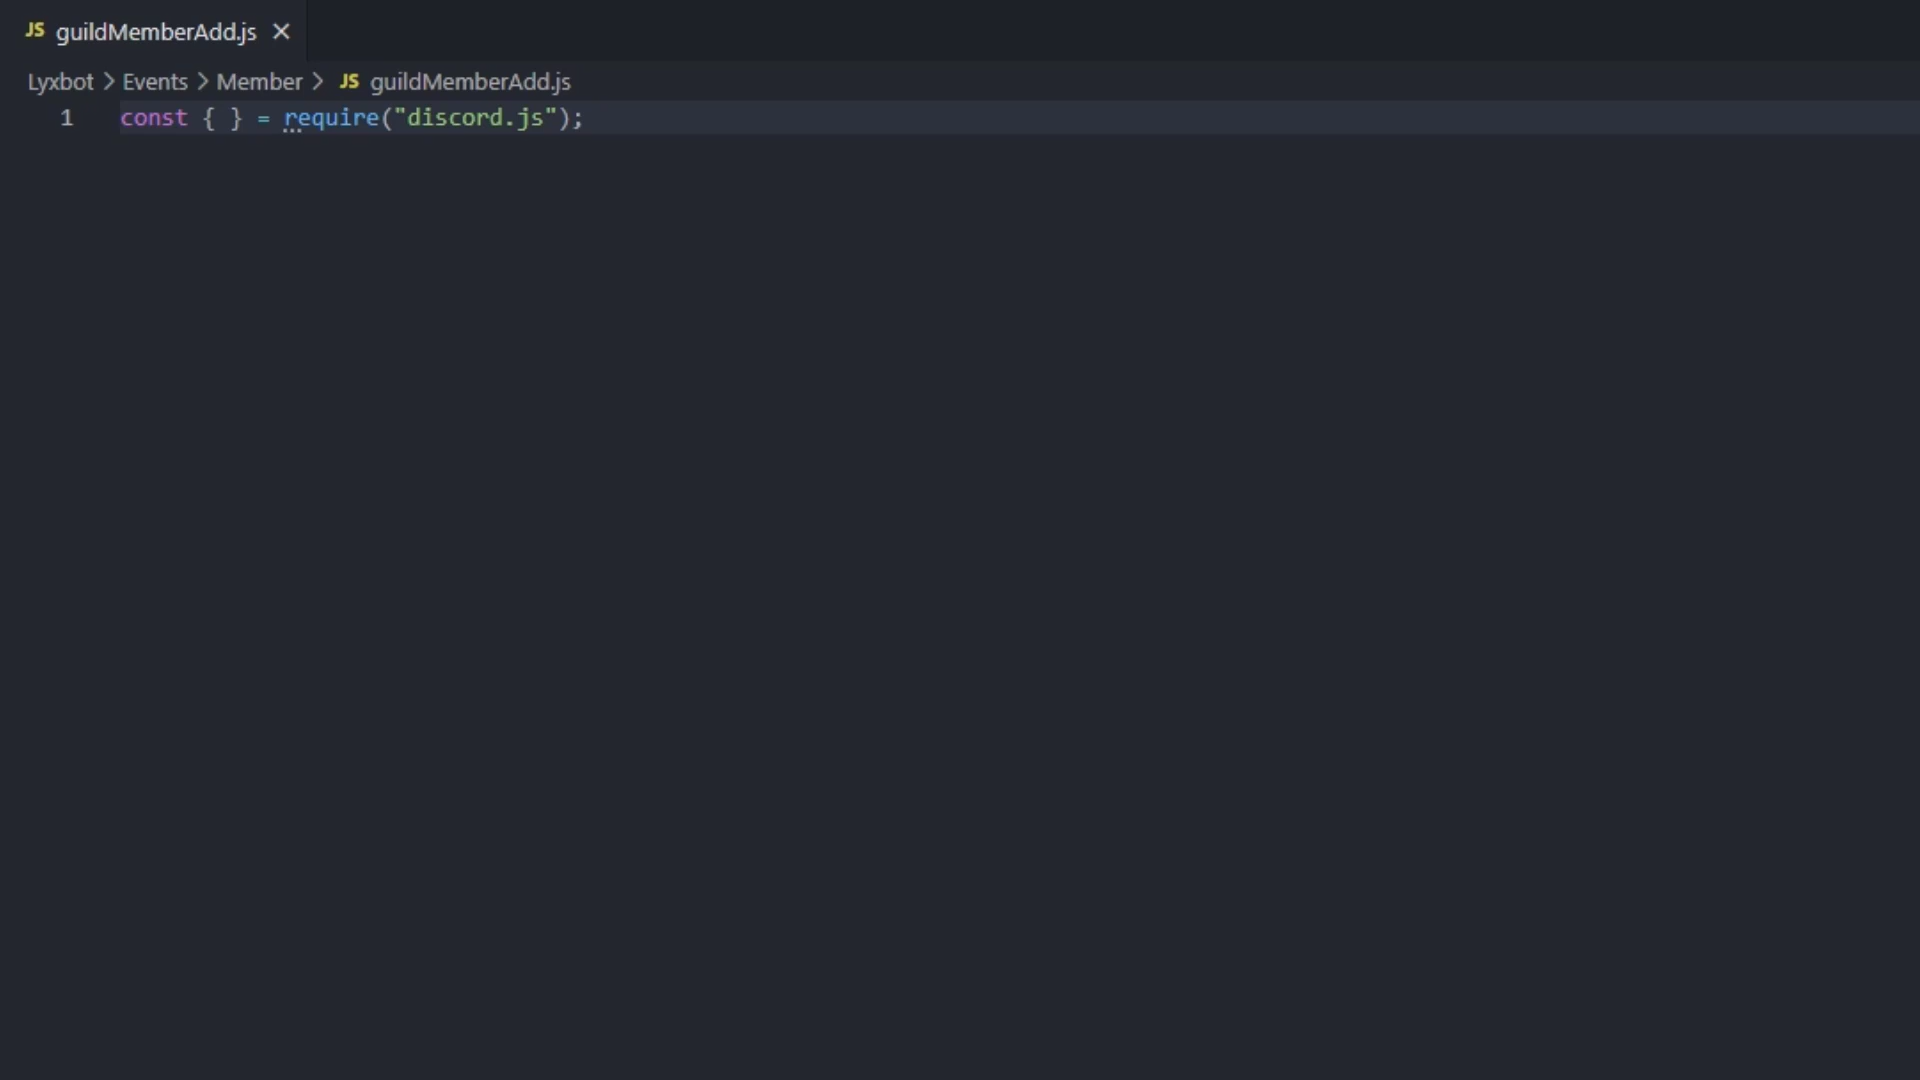 JS guildMemberAdd.js ×
Lyxbot > Events > Member > JS guildMemberAdd.js
1 const { } = require("discord.js");